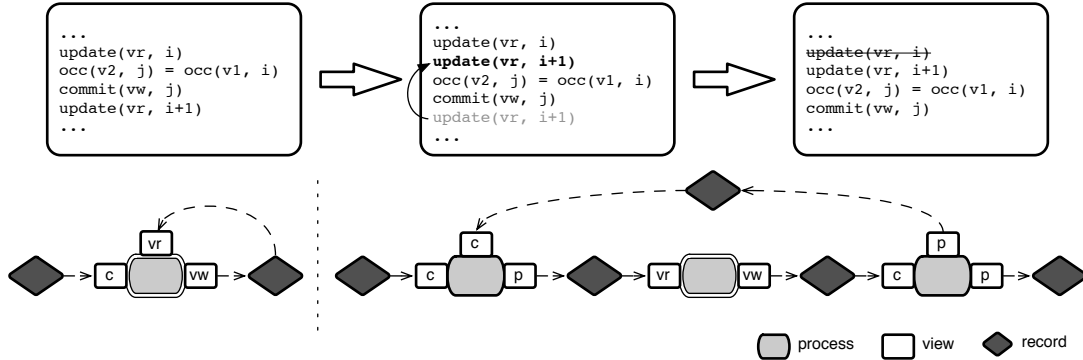 ...
update(vr, i)
occ(v2, j) = occ(v1, i)
commit(vw, j)
update(vr, i+1)
...
...
update(vr, i)
update(vr, i+1)
occ(v2, j) = occ(v1, i)
commit(vw, j)
update(vr, i+1)
...
...
update(vr, i)
update(vr, i+1)
occ(v2, j) = occ(v1, i)
commit(vw, j)
...
vr
c
vw
c
c
p
vr
vw
p
c
p
process
view
record